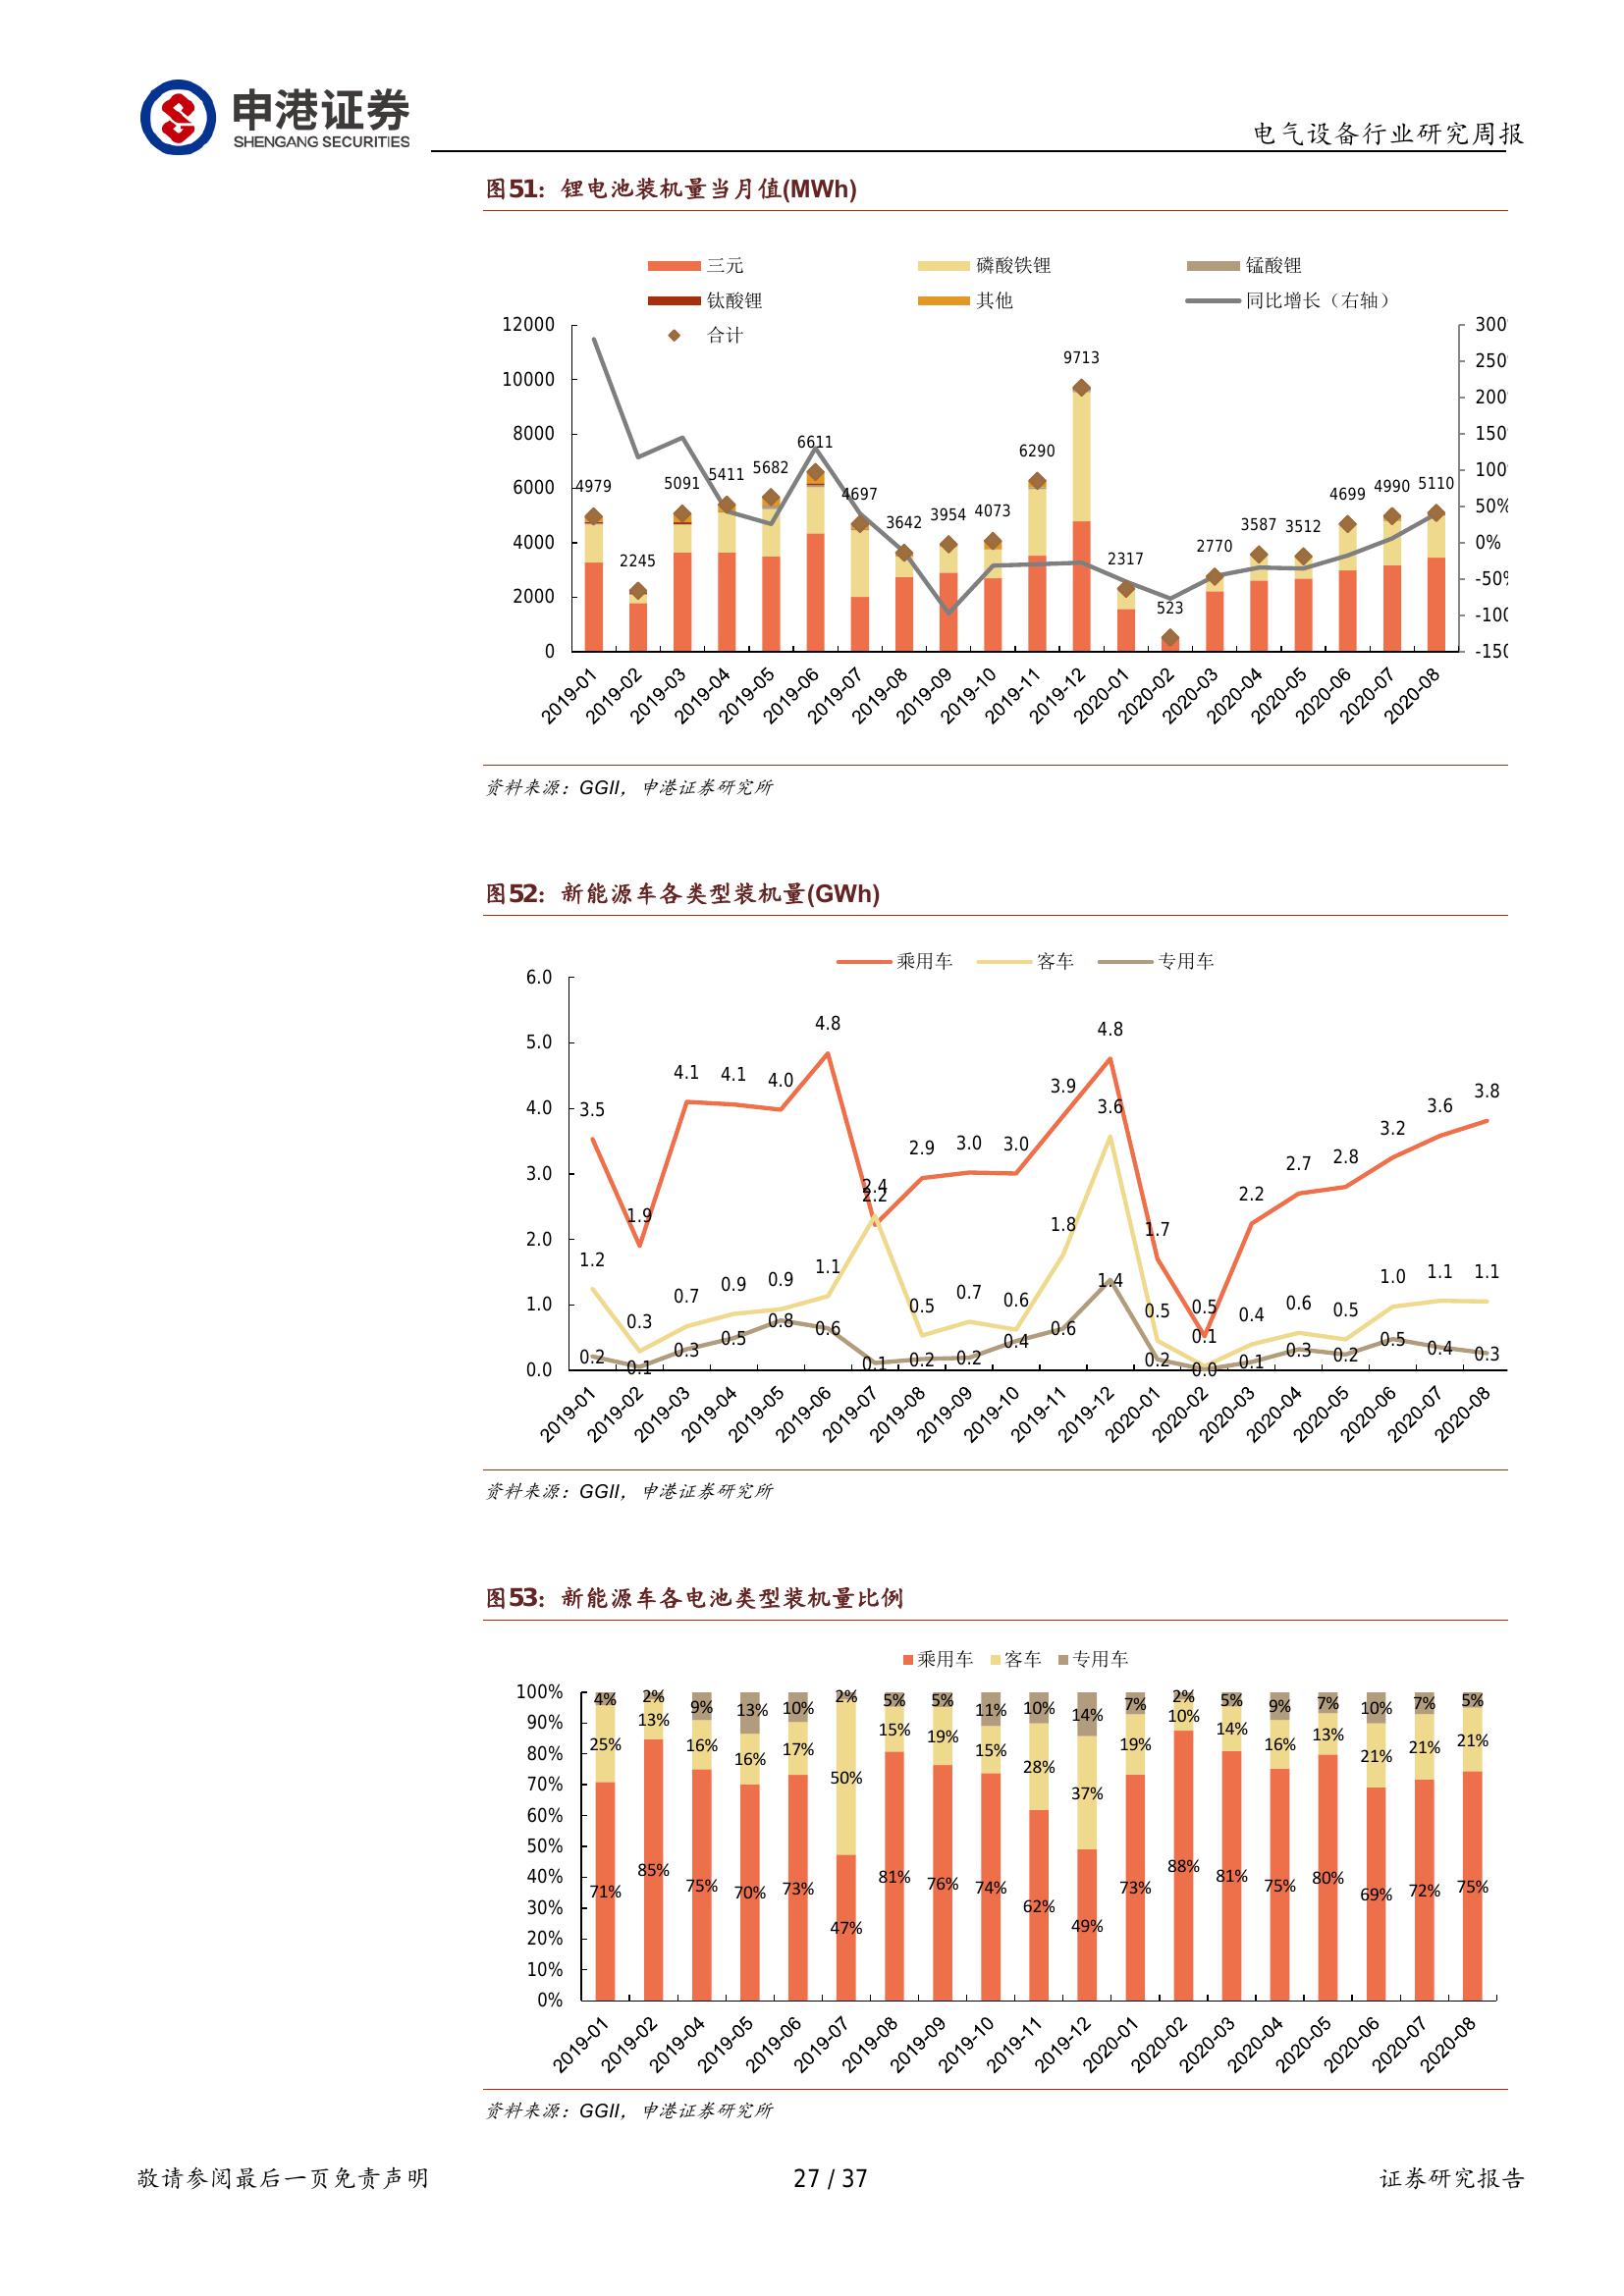 申港证券
SHENGANG SECURITIES
电气设备行业研究周报
图51：锂电池装机量当月值(MWh)
三元 磷酸铁锂 锰酸锂
钛酸锂 其他 同比增长（右轴）
合计
12000
10000
8000
6000
4000
2000
0
300
250
200
150
100
50%
0%
-50%
-100
-150
4979 2245 5091 5411 5682 6611 4697 3642 3954 4073 6290 9713 2317 523 2770 3587 3512 4699 4990 5110
2019-01 2019-02 2019-03 2019-04 2019-05 2019-06 2019-07 2019-08 2019-09 2019-10 2019-11 2019-12 2020-01 2020-02 2020-03 2020-04 2020-05 2020-06 2020-07 2020-08
资料来源：GGII，申港证券研究所
图52：新能源车各类型装机量(GWh)
乘用车 客车 专用车
6.0
5.0
4.0
3.0
2.0
1.0
0.0
3.5 1.9 4.1 4.1 4.0 4.8 2.2 2.9 3.0 3.0 3.9 4.8 1.7 0.5 2.2 2.7 2.8 3.2 3.6 3.8
1.2 0.3 0.7 0.9 0.9 1.1 2.4 0.5 0.7 0.6 1.8 3.6 0.5 0.1 0.4 0.6 0.5 1.0 1.1 1.1
0.2 0.1 0.3 0.5 0.8 0.6 0.1 0.2 0.2 0.4 0.6 1.4 0.2 0.0 0.1 0.3 0.2 0.5 0.4 0.3
2019-01 2019-02 2019-03 2019-04 2019-05 2019-06 2019-07 2019-08 2019-09 2019-10 2019-11 2019-12 2020-01 2020-02 2020-03 2020-04 2020-05 2020-06 2020-07 2020-08
资料来源：GGII，申港证券研究所
图53：新能源车各电池类型装机量比例
乘用车 客车 专用车
100%
90%
80%
70%
60%
50%
40%
30%
20%
10%
0%
4% 2% 9% 13% 10% 2% 5% 5% 11% 10% 14% 7% 2% 5% 9% 7% 10% 7% 5%
25% 13% 16% 16% 17% 50% 15% 19% 15% 28% 37% 19% 10% 14% 16% 13% 21% 21% 21%
71% 85% 75% 70% 73% 47% 81% 76% 74% 62% 49% 73% 88% 81% 75% 80% 69% 72% 75%
2019-01 2019-02 2019-04 2019-05 2019-06 2019-07 2019-08 2019-09 2019-10 2019-11 2019-12 2020-01 2020-02 2020-03 2020-04 2020-05 2020-06 2020-07 2020-08
资料来源：GGII，申港证券研究所
敬请参阅最后一页免责声明 27 / 37 证券研究报告